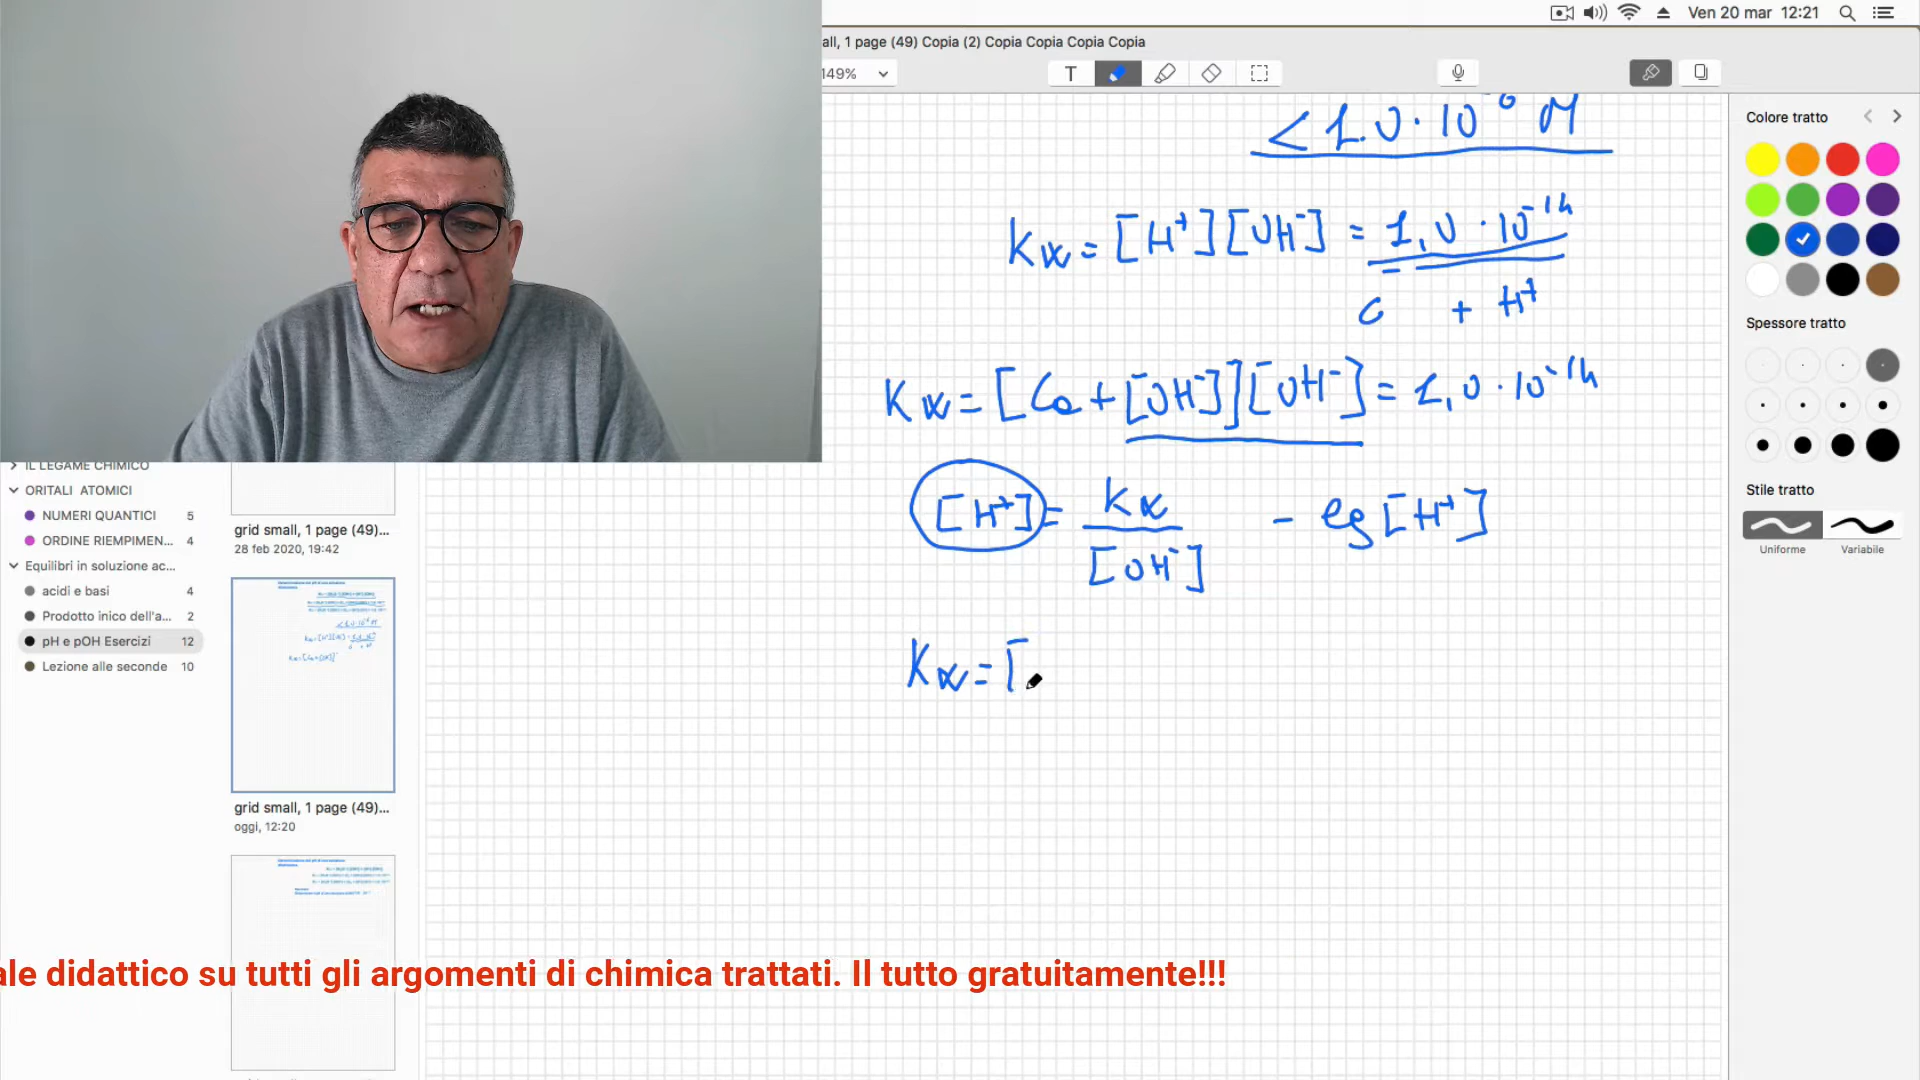 Ven 20 mar 12:21
all, 1 page (49) Copia (2) Copia Copia Copia Copia
149%
T
Colore tratto
Spessore tratto
Stile tratto
Uniforme
Variabile
< 1.0 · 10⁻⁶ M
Kw = [H⁺][OH⁻] = 1,0 · 10⁻¹⁴
C + H⁺
Kw = [Ca + [OH⁻]][OH⁻] = 1,0 · 10⁻¹⁴
[H⁺] = Kw / [OH⁻] - log [H⁺]
Kw = [
IL LEGAME CHIMICO
ORITALI ATOMICI
NUMERI QUANTICI 5
ORDINE RIEMPIMEN... 4
Equilibri in soluzione ac...
acidi e basi 4
Prodotto inico dell'a... 2
pH e pOH Esercizi 12
Lezione alle seconde 10
grid small, 1 page (49)...
28 feb 2020, 19:42
grid small, 1 page (49)...
oggi, 12:20
ale didattico su tutti gli argomenti di chimica trattati. Il tutto gratuitamente!!!